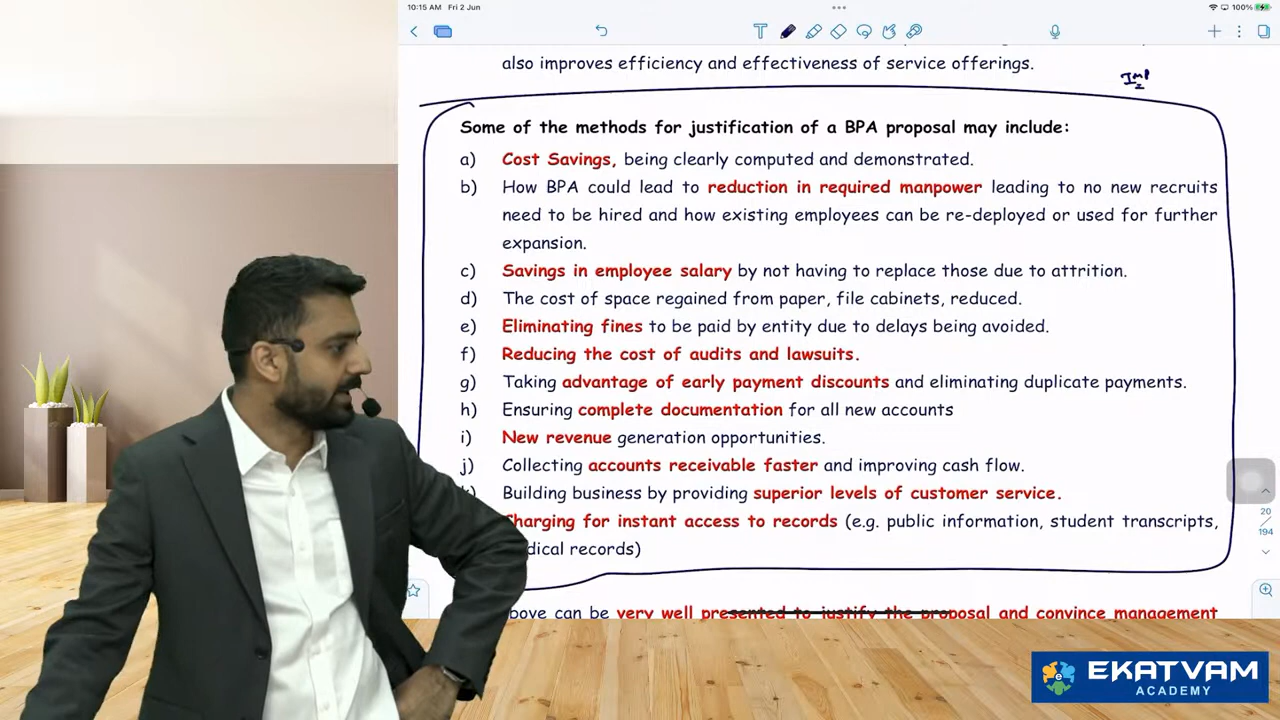 10:15 AM Fri 2 Jun
100%
also improves efficiency and effectiveness of service offerings.
Imp
Some of the methods for justification of a BPA proposal may include:
a) Cost Savings, being clearly computed and demonstrated.
b) How BPA could lead to reduction in required manpower leading to no new recruits
need to be hired and how existing employees can be re-deployed or used for further
expansion.
c) Savings in employee salary by not having to replace those due to attrition.
d) The cost of space regained from paper, file cabinets, reduced.
e) Eliminating fines to be paid by entity due to delays being avoided.
f) Reducing the cost of audits and lawsuits.
g) Taking advantage of early payment discounts and eliminating duplicate payments.
h) Ensuring complete documentation for all new accounts
i) New revenue generation opportunities.
j) Collecting accounts receivable faster and improving cash flow.
Building business by providing superior levels of customer service.
Charging for instant access to records (e.g. public information, student transcripts,
dical records)
20
194
bove can be very well presented to justify the proposal and convince management
EKATVAM
ACADEMY